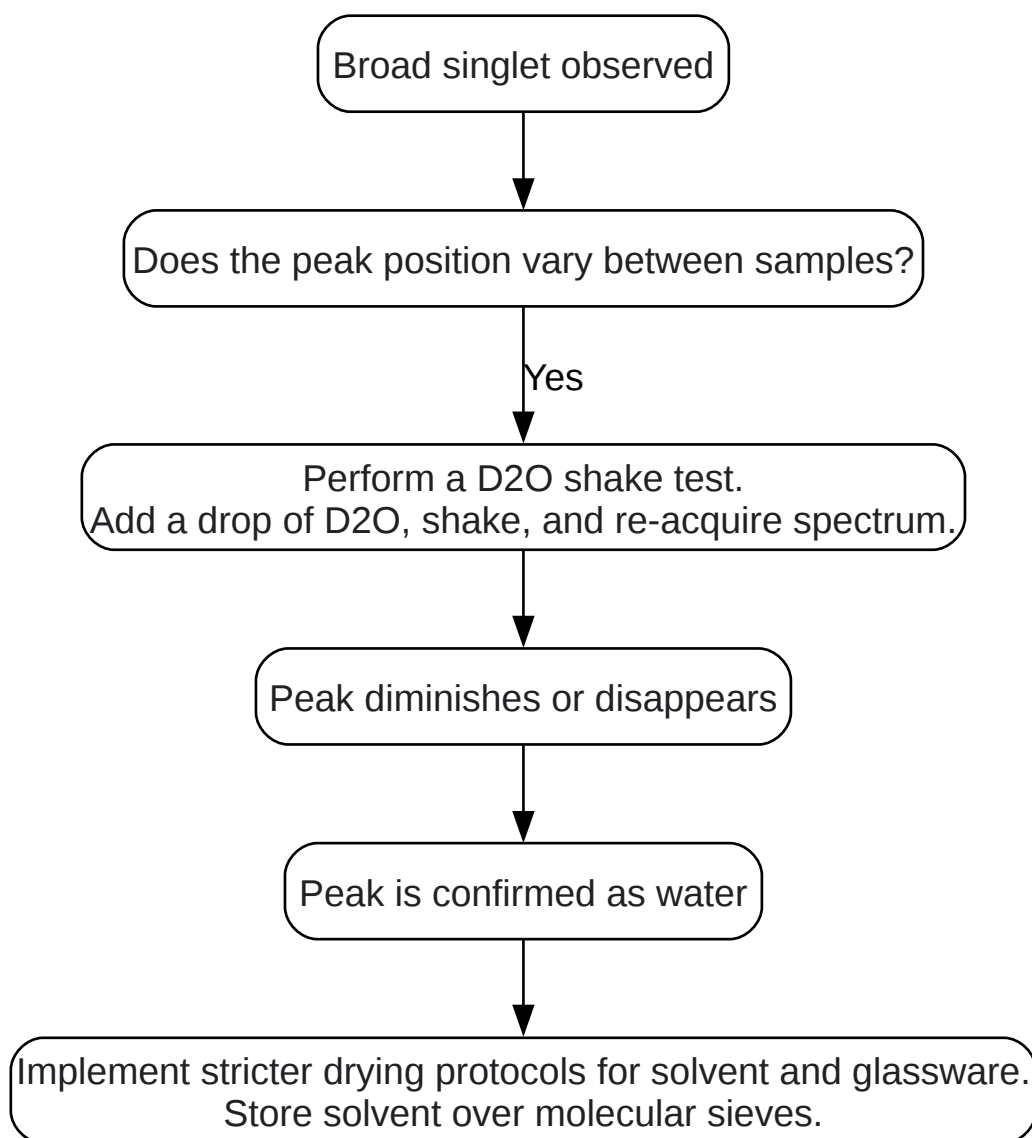 Broad singlet observed
Does the peak position vary between samples?
Yes
Perform a D2O shake test.
Add a drop of D2O, shake, and re-acquire spectrum.
Peak diminishes or disappears
Peak is confirmed as water
Implement stricter drying protocols for solvent and glassware.
Store solvent over molecular sieves.